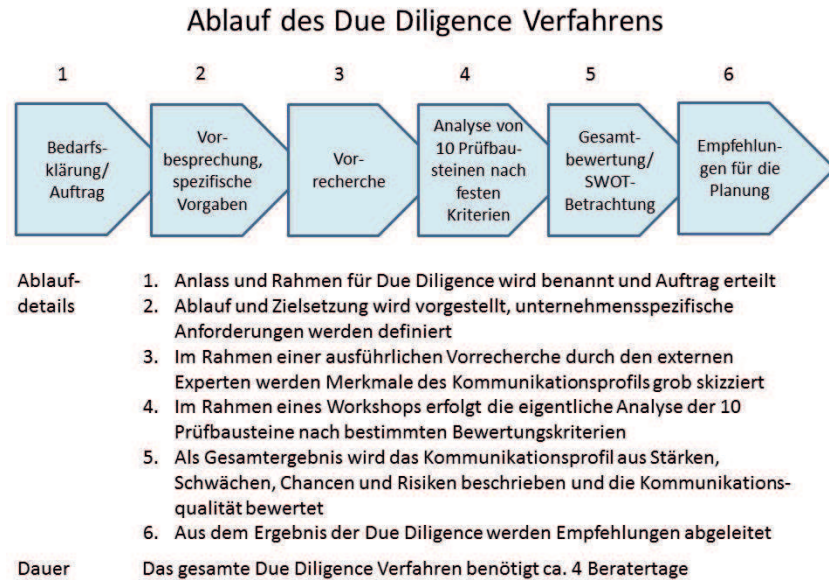 Ablauf des Due Diligence Verfahrens
1
2
3
4
5
6
Bedarfs-
klärung/
Auftrag
Vor-
besprechung,
spezifische
Vorgaben
Vor-
recherche
Analyse von
10 Prüfbau-
steinen nach
festen
Kriterien
Gesamt-
bewertung/
SWOT-
Betrachtung
Empfehlun-
gen für die
Planung
Ablauf-
details
1. Anlass und Rahmen für Due Diligence wird benannt und Auftrag erteilt
2. Ablauf und Zielsetzung wird vorgestellt, unternehmensspezifische
Anforderungen werden definiert
3. Im Rahmen einer ausführlichen Vorrecherche durch den externen
Experten werden Merkmale des Kommunikationsprofils grob skizziert
4. Im Rahmen eines Workshops erfolgt die eigentliche Analyse der 10
Prüfbausteine nach bestimmten Bewertungskriterien
5. Als Gesamtergebnis wird das Kommunikationsprofil aus Stärken,
Schwächen, Chancen und Risiken beschrieben und die Kommunikations-
qualität bewertet
6. Aus dem Ergebnis der Due Diligence werden Empfehlungen abgeleitet
Dauer Das gesamte Due Diligence Verfahren benötigt ca. 4 Beratertage